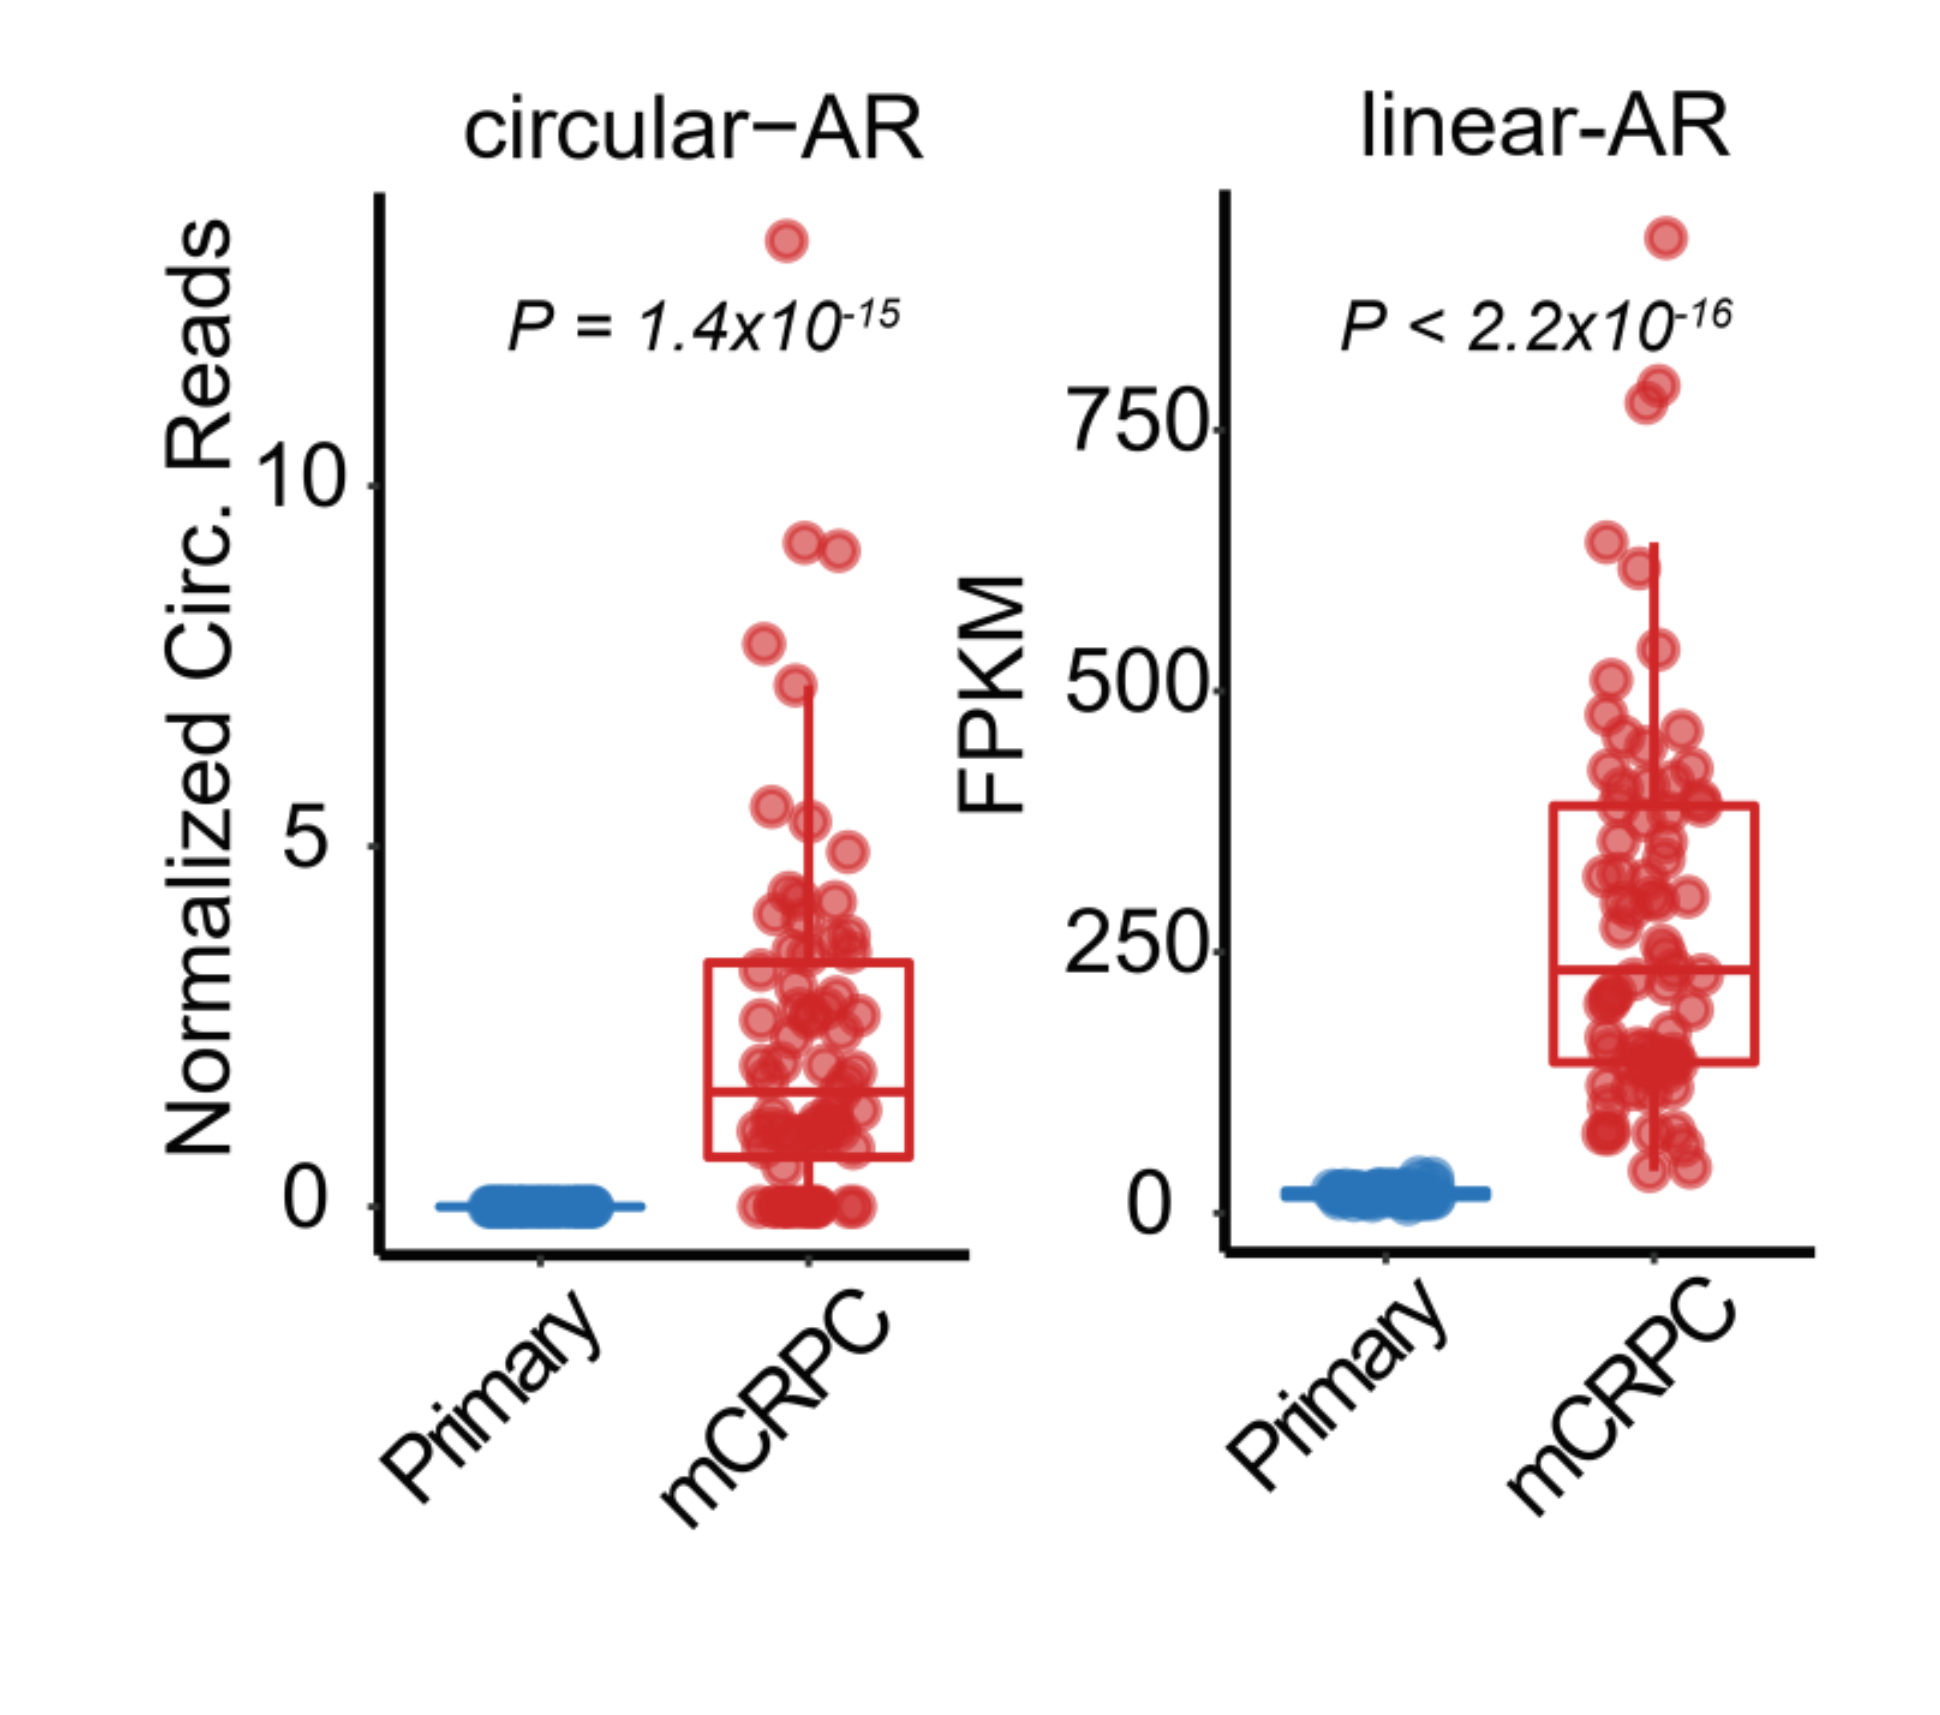 circular−AR
Normalized Circ. Reads
P = 1.4x10⁻¹⁵
10
5
0
Primary
mCRPC
linear-AR
FPKM
P < 2.2x10⁻¹⁶
750
500
250
0
Primary
mCRPC